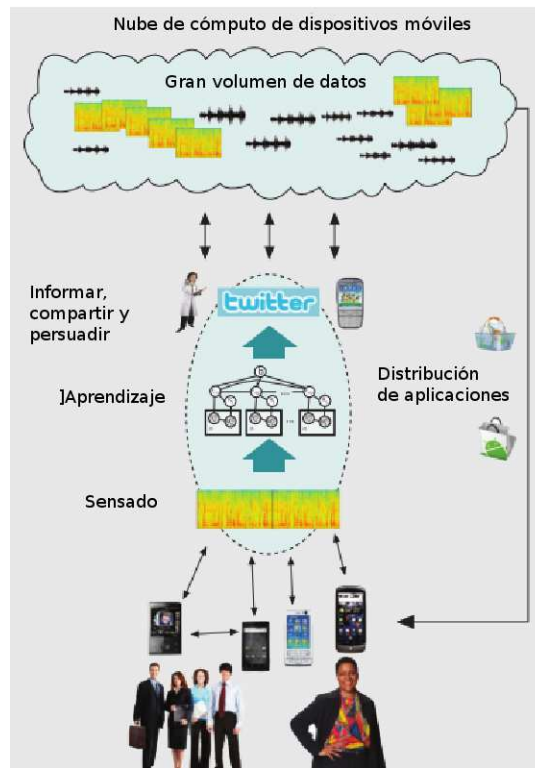 Nube de cómputo de dispositivos móviles
Gran volumen de datos
Informar,
compartir y
persuadir
twitter
]Aprendizaje
Distribución
de aplicaciones
Sensado